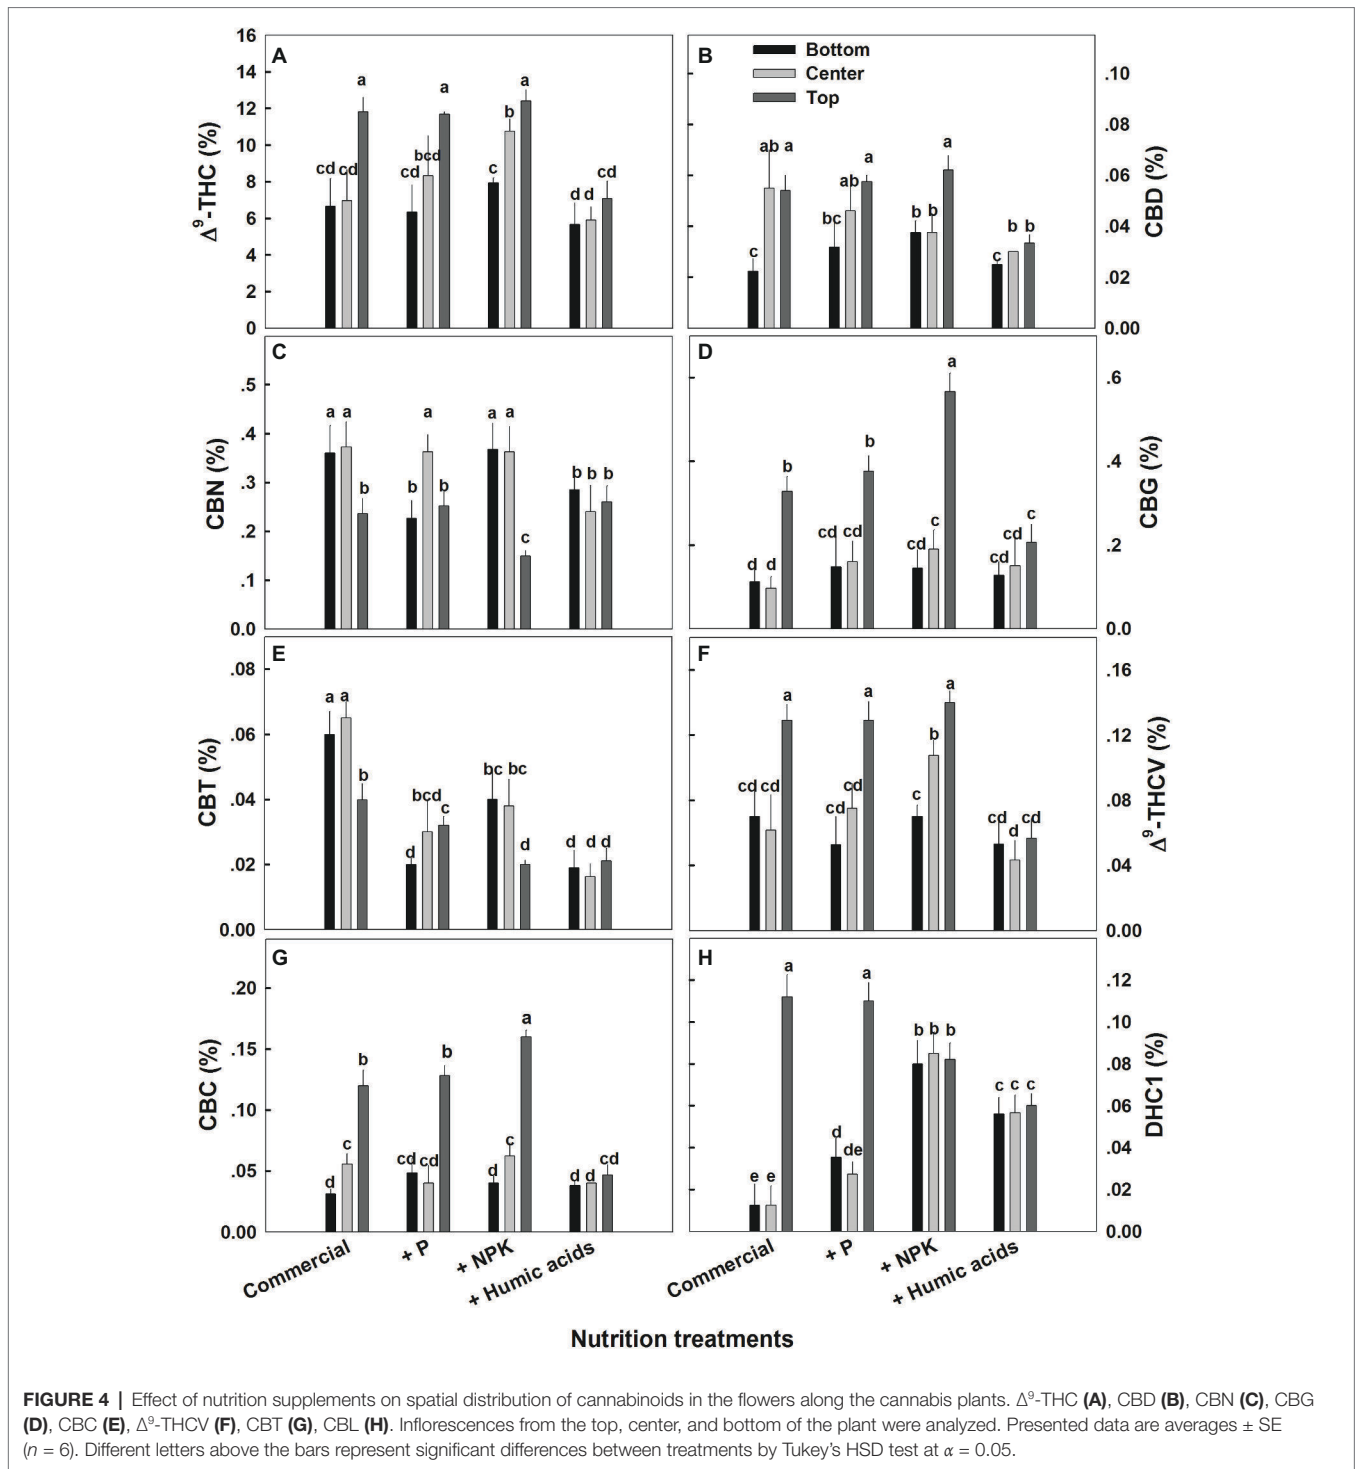 A
16
14
12
10
8
6
4
2
0
Δ⁹-THC (%)
cd cd a
cd bcd a
c b a
d d cd
B
Bottom
Center
Top
.10
.08
.06
.04
.02
0.00
CBD (%)
c ab a
bc ab a
b b a
c b b
C
.5
.4
.3
.2
.1
0.0
CBN (%)
a a b
b a b
a a c
b b b
D
.6
.4
.2
0.0
CBG (%)
d d b
cd cd b
cd c a
cd cd c
E
.08
.06
.04
.02
0.00
CBT (%)
a a b
d bcd c
bc bc d
d d d
F
.16
.12
.08
.04
0.00
Δ⁹-THCV (%)
cd cd a
cd cd a
c b a
cd d cd
G
.20
.15
.10
.05
0.00
CBC (%)
d c b
cd cd b
d c a
d d cd
H
.12
.10
.08
.06
.04
.02
0.00
DHC1 (%)
e e a
d de a
b b b
c c c
Commercial
+ P
+ NPK
+ Humic acids
Commercial
+ P
+ NPK
+ Humic acids
Nutrition treatments
FIGURE 4 | Effect of nutrition supplements on spatial distribution of cannabinoids in the flowers along the cannabis plants. Δ⁹-THC (A), CBD (B), CBN (C), CBG
(D), CBC (E), Δ⁹-THCV (F), CBT (G), CBL (H). Inflorescences from the top, center, and bottom of the plant were analyzed. Presented data are averages ± SE
(n = 6). Different letters above the bars represent significant differences between treatments by Tukey's HSD test at α = 0.05.